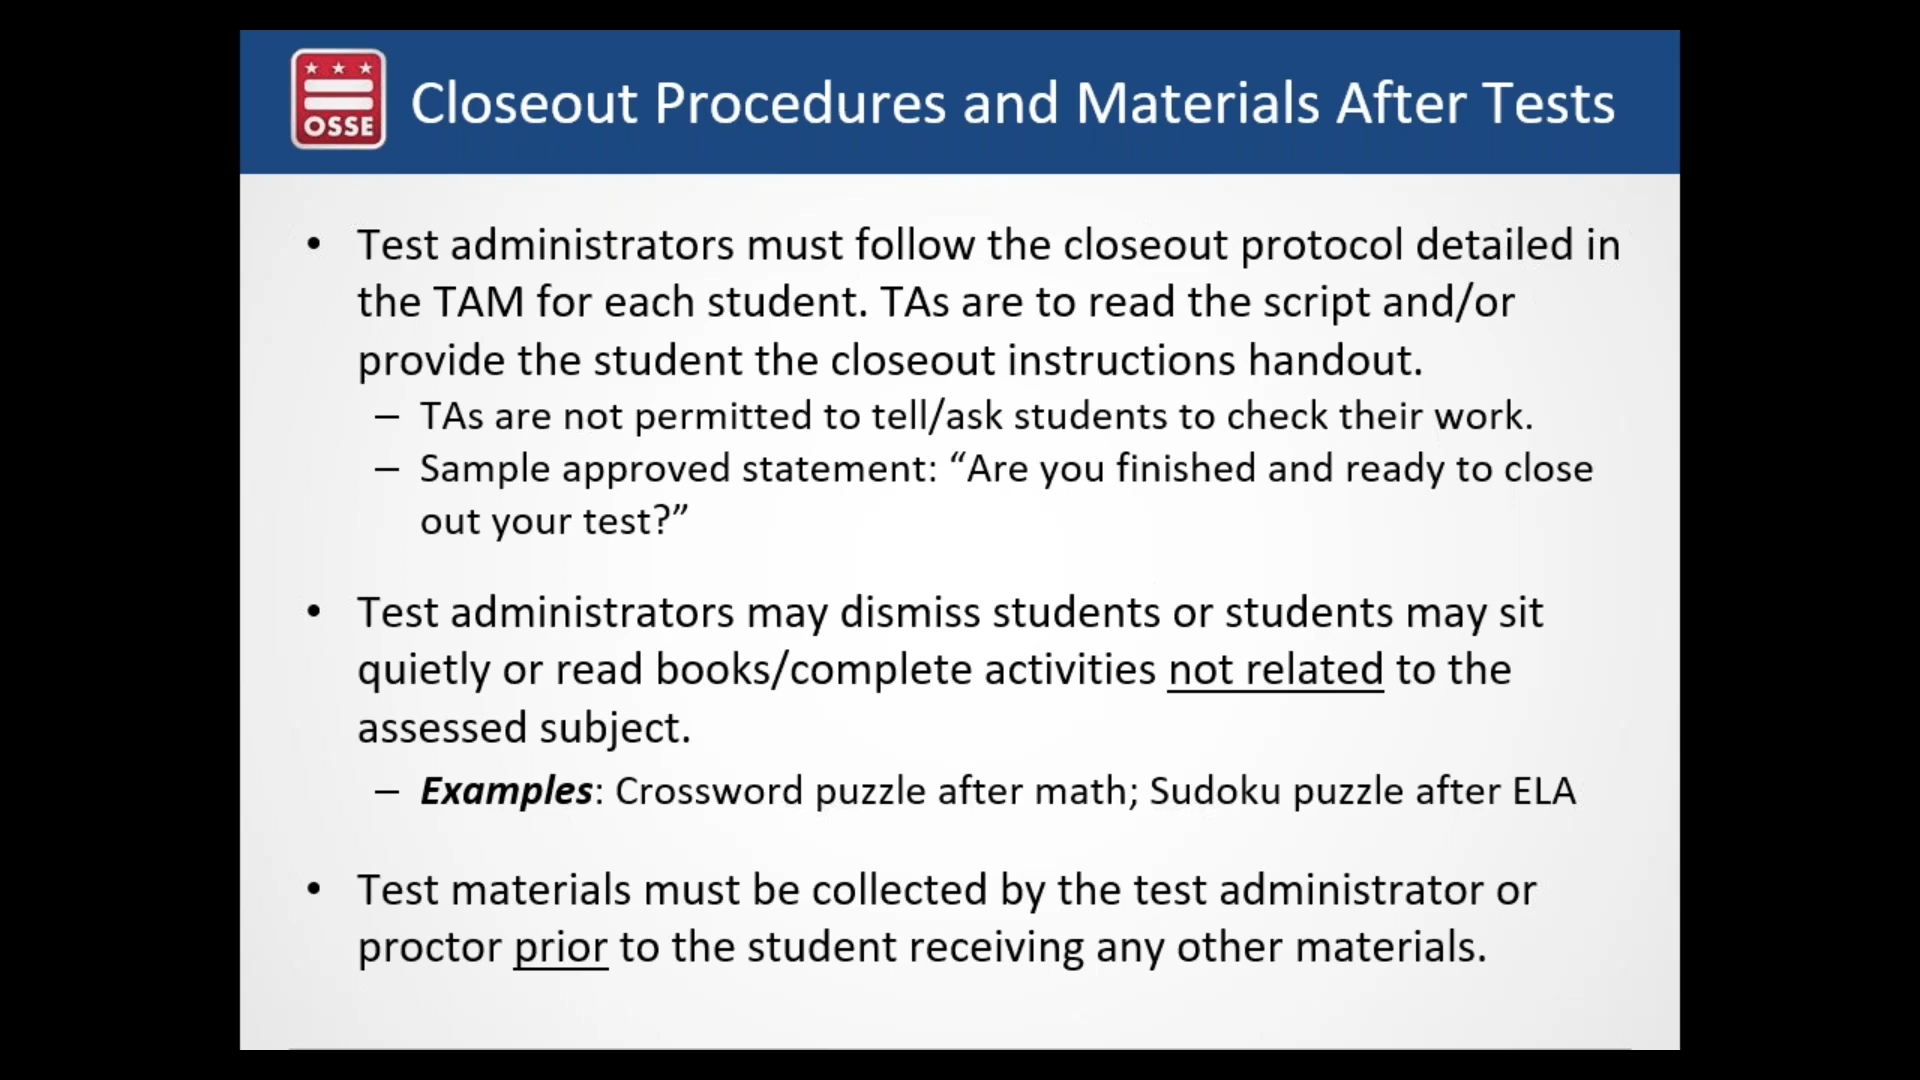 OSSE
Closeout Procedures and Materials After Tests
• Test administrators must follow the closeout protocol detailed in
the TAM for each student. TAs are to read the script and/or
provide the student the closeout instructions handout.
– TAs are not permitted to tell/ask students to check their work.
– Sample approved statement: “Are you finished and ready to close
out your test?”
• Test administrators may dismiss students or students may sit
quietly or read books/complete activities not related to the
assessed subject.
– Examples: Crossword puzzle after math; Sudoku puzzle after ELA
• Test materials must be collected by the test administrator or
proctor prior to the student receiving any other materials.